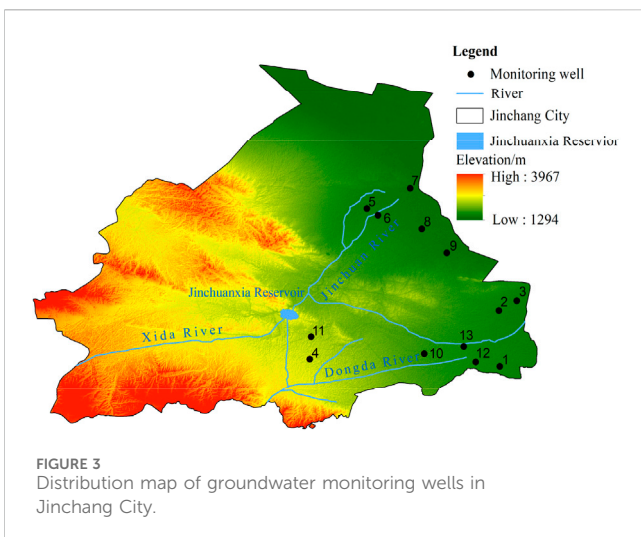 Legend
Monitoring well
River
Jinchang City
Jinchuanxia Reservior
Elevation/m
High : 3967
Low : 1294
7
5
6
8
9
Jinchuan River
3
2
Jinchuanxia Reservoir
Xida River
11
13
4
10
12
1
Dongda River
FIGURE 3
Distribution map of groundwater monitoring wells in
Jinchang City.